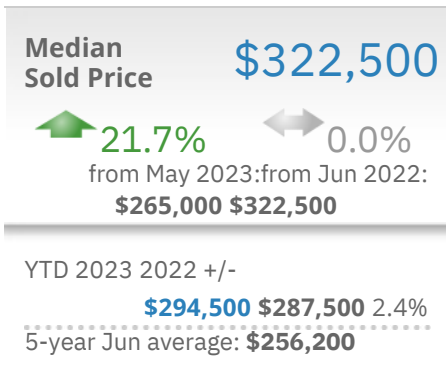 Median
Sold Price
$322,500
21.7%
0.0%
from May 2023:from Jun 2022:
$265,000 $322,500
YTD 2023 2022 +/-
$294,500 $287,500 2.4%
5-year Jun average: $256,200